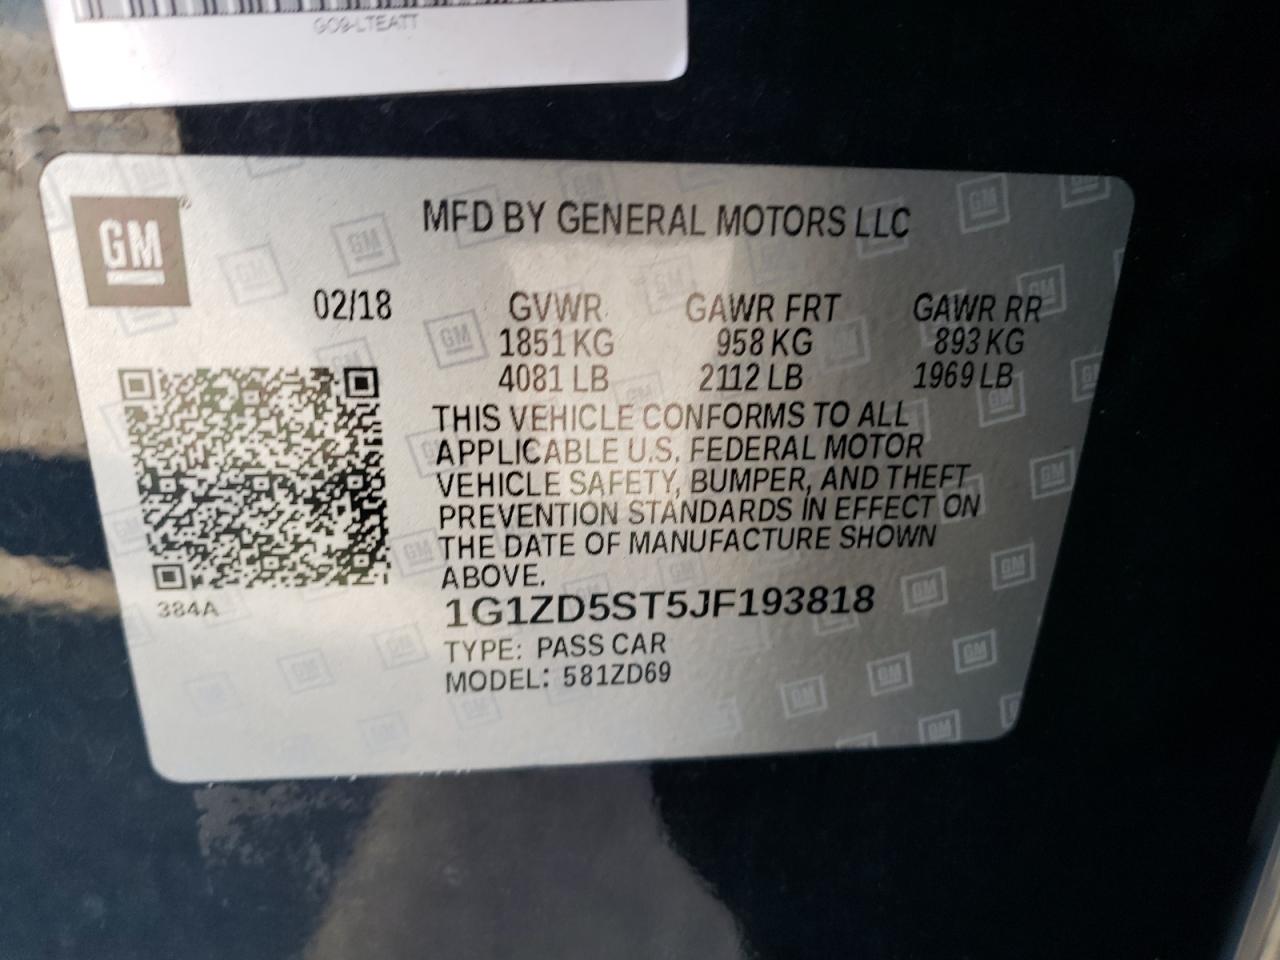 GO9-LTEATT
GM
®
MFD BY GENERAL MOTORS LLC
02/18
GVWR GAWR FRT GAWR RR
1851 KG 958 KG 893 KG
4081 LB 2112 LB 1969 LB
THIS VEHICLE CONFORMS TO ALL
APPLICABLE U.S. FEDERAL MOTOR
VEHICLE SAFETY, BUMPER, AND THEFT
PREVENTION STANDARDS IN EFFECT ON
THE DATE OF MANUFACTURE SHOWN
ABOVE.
384A
1G1ZD5ST5JF193818
TYPE: PASS CAR
MODEL: 581ZD69